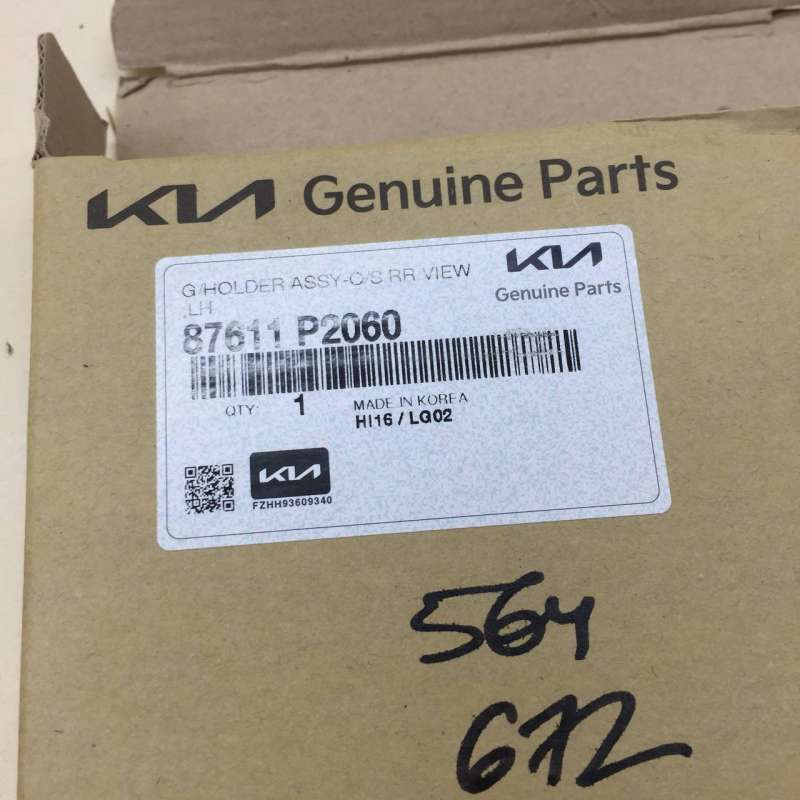 KIA Genuine Parts
G/HOLDER ASSY-O/S RR VIEW
,LH
KIA
Genuine Parts
87611 P2060
QTY: 1
MADE IN KOREA
HI16 / LG02
KIA
FZHH93609340
564
672